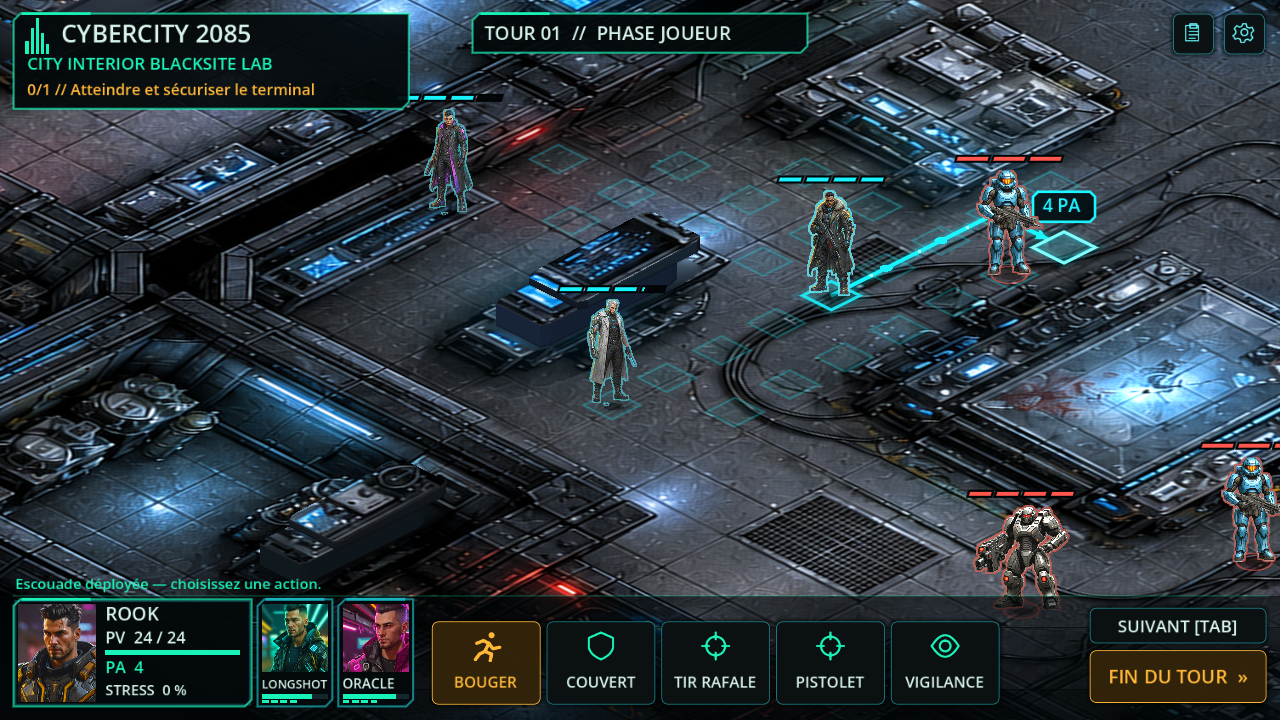 CYBERCITY 2085
CITY INTERIOR BLACKSITE LAB
0/1 // Atteindre et sécuriser le terminal
TOUR 01 // PHASE JOUEUR
4 PA
Escouade déployée — choisissez une action.
ROOK
PV 24 / 24
PA 4
STRESS 0 %
LONGSHOT
ORACLE
BOUGER
COUVERT
TIR RAFALE
PISTOLET
VIGILANCE
SUIVANT [TAB]
FIN DU TOUR »